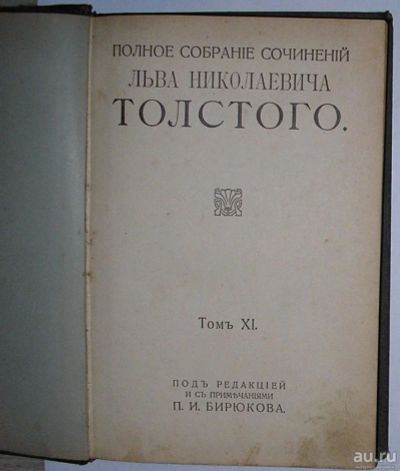 ПОЛНОЕ СОБРАНІЕ СОЧИНЕНІЙ
ЛЬВА НИКОЛАЕВИЧА
ТОЛСТОГО.
Томъ XI.
ПОДЪ РЕДАКЦІЕЙ
И СЪ ПРИМѢЧАНІЯМИ
П. И. БИРЮКОВА.
au.ru